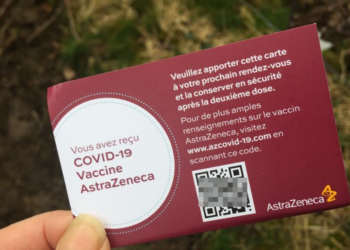 Vous avez reçu
COVID-19
Vaccine
AstraZeneca
Veuillez apporter cette carte
à votre prochain rendez-vous
et la conserver en sécurité
après la deuxième dose.
Pour de plus amples
renseignements sur le vaccin
AstraZeneca, visitez
www.azcovid-19.com en
scannant ce code.
AstraZeneca